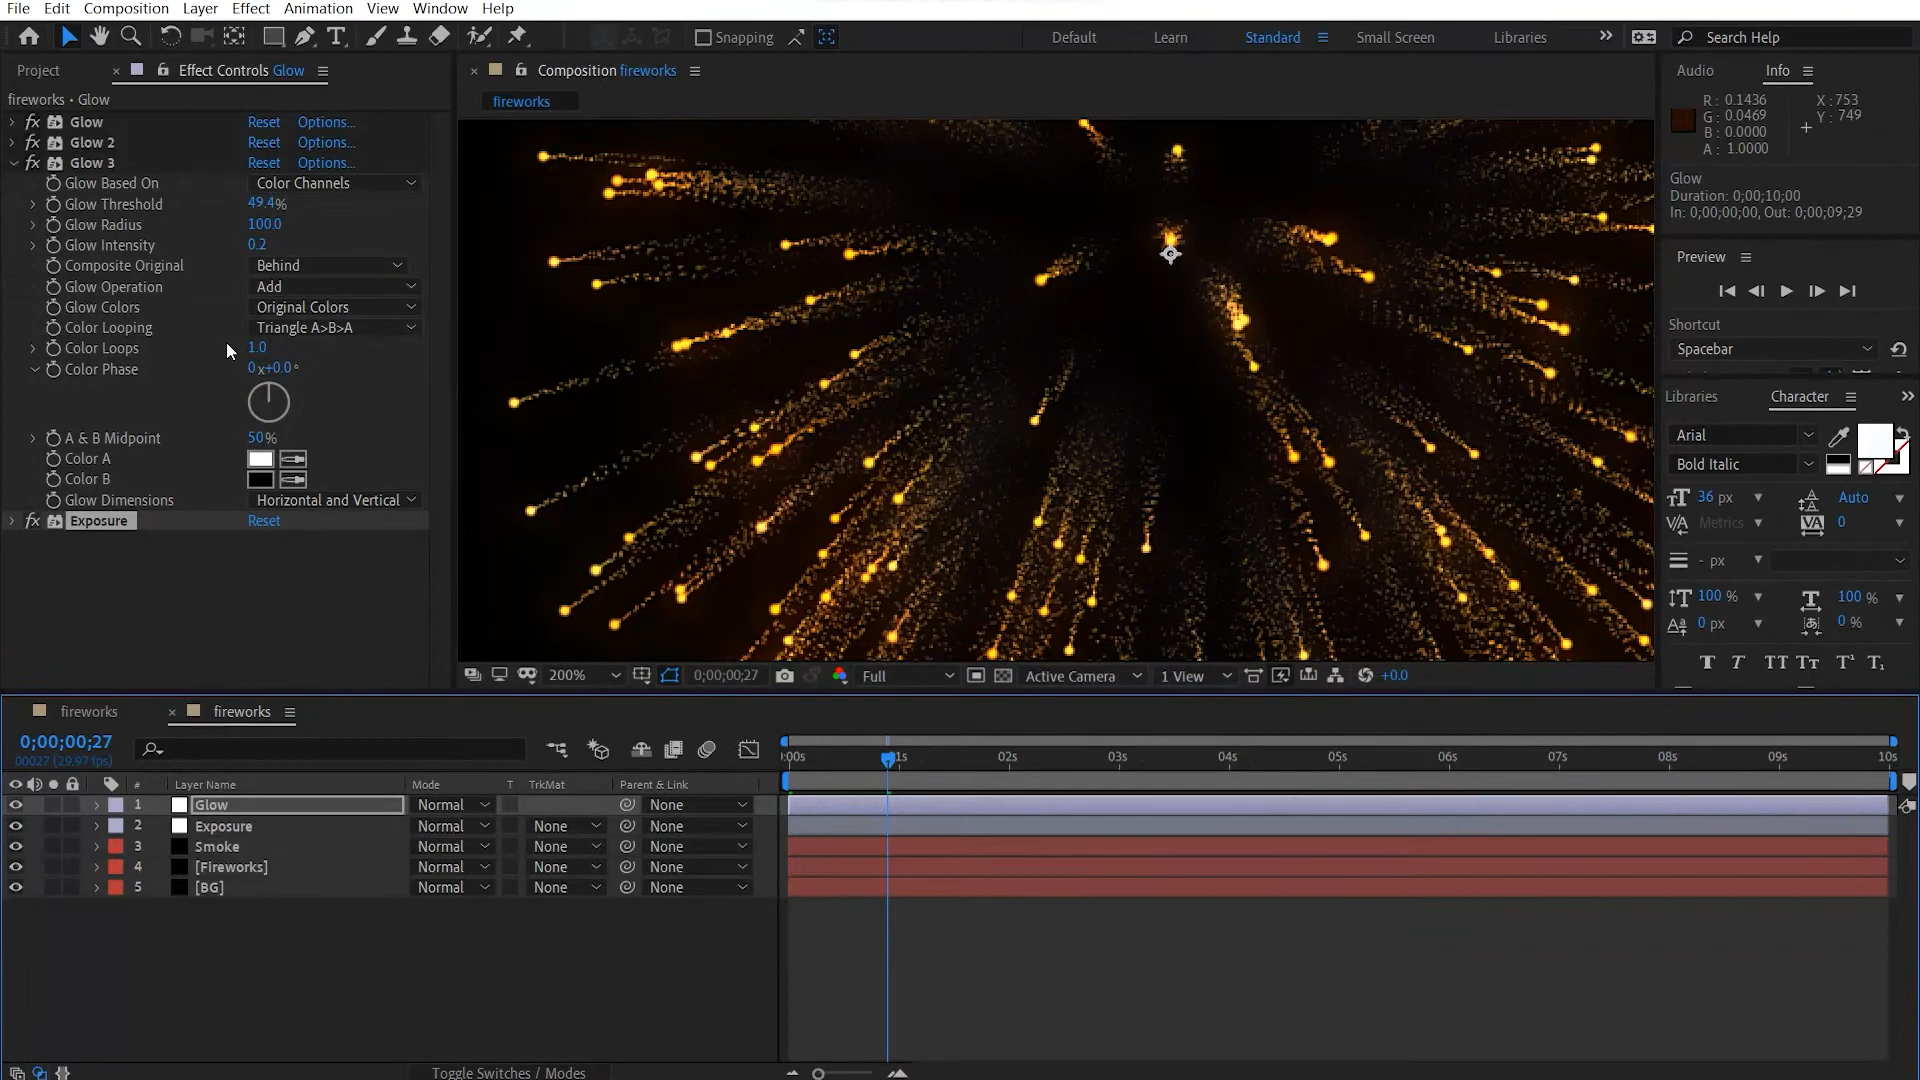 File Edit Composition Layer Effect Animation View Window Help
Snapping Default Learn Standard Small Screen Libraries Search Help
Project Effect Controls Glow
fireworks • Glow
fx Glow Reset Options...
fx Glow 2 Reset Options...
fx Glow 3 Reset Options...
Glow Based On Color Channels
Glow Threshold 49.4%
Glow Radius 100.0
Glow Intensity 0.2
Composite Original Behind
Glow Operation Add
Glow Colors Original Colors
Color Looping Triangle A>B>A
Color Loops 1.0
Color Phase 0x+0.0°
A & B Midpoint 50%
Color A
Color B
Glow Dimensions Horizontal and Vertical
fx Exposure Reset
Composition fireworks
fireworks
200% 0;00;00;27 Full Active Camera 1 View +0.0
Audio Info
R: 0.1436 X: 753
G: 0.0469 Y: 749
B: 0.0000
A: 1.0000
Glow
Duration: 0;00;10;00
In: 0;00;00;00, Out: 0;00;09;29
Preview
Shortcut
Spacebar
Libraries Character
Arial
Bold Italic
36 px Auto
Metrics 0
- px
100 % 100 %
0 px 0 %
T T TT Tт T¹ T₁
fireworks fireworks
0;00;00;27
00027 (29.97 fps)
:00s 01s 02s 03s 04s 05s 06s 07s 08s 09s 10s
# Layer Name Mode T TrkMat Parent & Link
1 Glow Normal None
2 Exposure Normal None None
3 Smoke Normal None None
4 [Fireworks] Normal None None
5 [BG] Normal None None
Toggle Switches / Modes